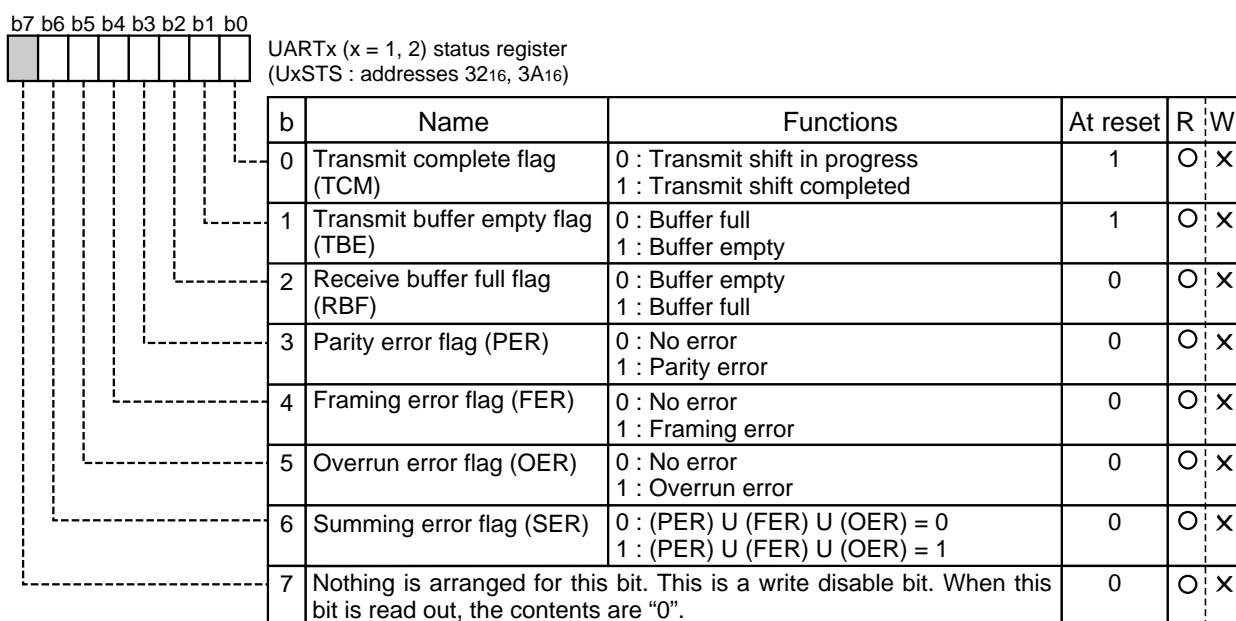 b7 b6 b5 b4 b3 b2 b1 b0
UARTx (x = 1, 2) status register
(UxSTS : addresses 3216, 3A16)
b Name Functions At reset R W
0 Transmit complete flag (TCM) 0 : Transmit shift in progress 1 O ×
1 : Transmit shift completed
1 Transmit buffer empty flag (TBE) 0 : Buffer full 1 O ×
1 : Buffer empty
2 Receive buffer full flag (RBF) 0 : Buffer empty 0 O ×
1 : Buffer full
3 Parity error flag (PER) 0 : No error 0 O ×
1 : Parity error
4 Framing error flag (FER) 0 : No error 0 O ×
1 : Framing error
5 Overrun error flag (OER) 0 : No error 0 O ×
1 : Overrun error
6 Summing error flag (SER) 0 : (PER) U (FER) U (OER) = 0 0 O ×
1 : (PER) U (FER) U (OER) = 1
7 Nothing is arranged for this bit. This is a write disable bit. When this 0 O ×
bit is read out, the contents are “0”.